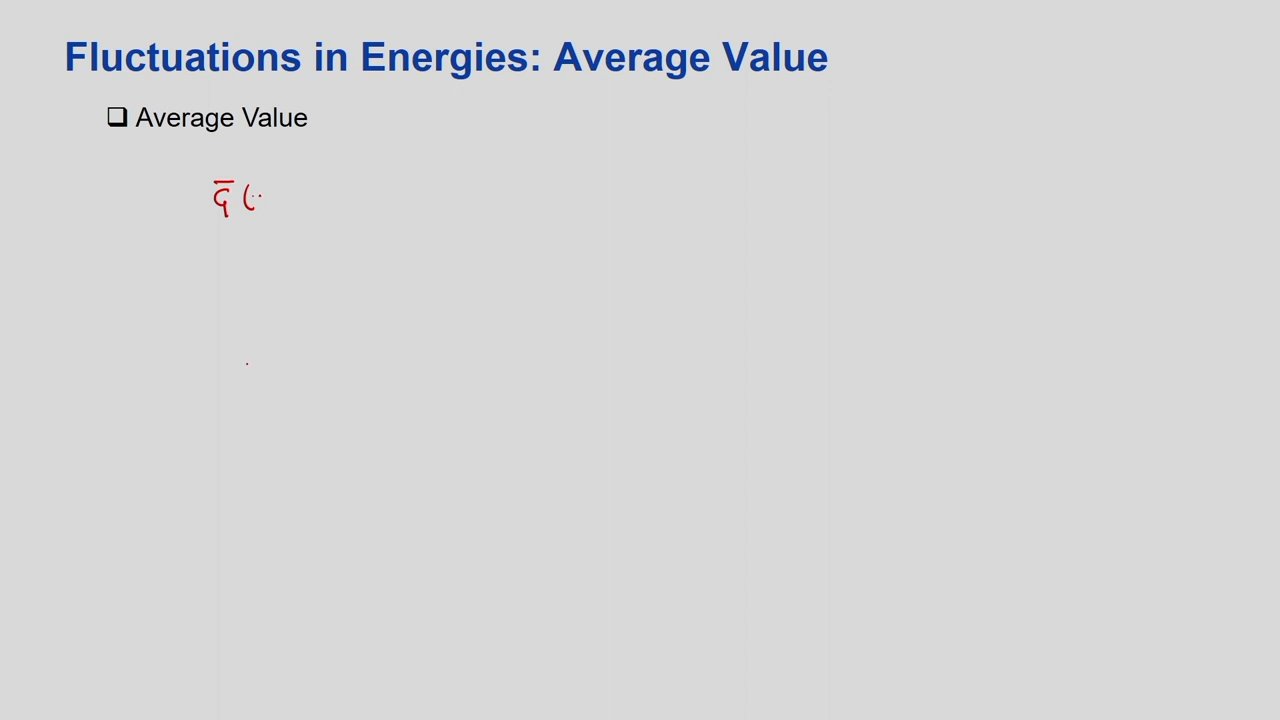 Fluctuations in Energies: Average Value
❑ Average Value
q̅ (